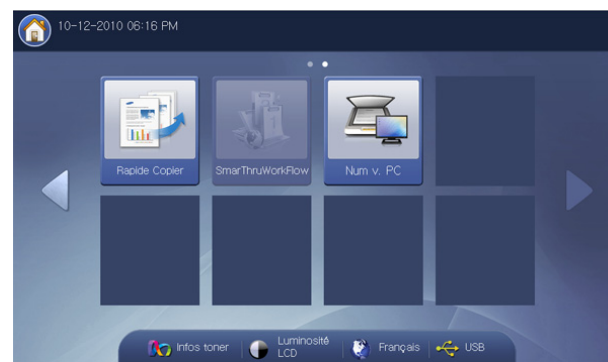 10-12-2010 06:16 PM
Rapide Copier
SmarThruWorkFlow
Num v. PC
Infos toner
Luminosité
LCD
Français
USB